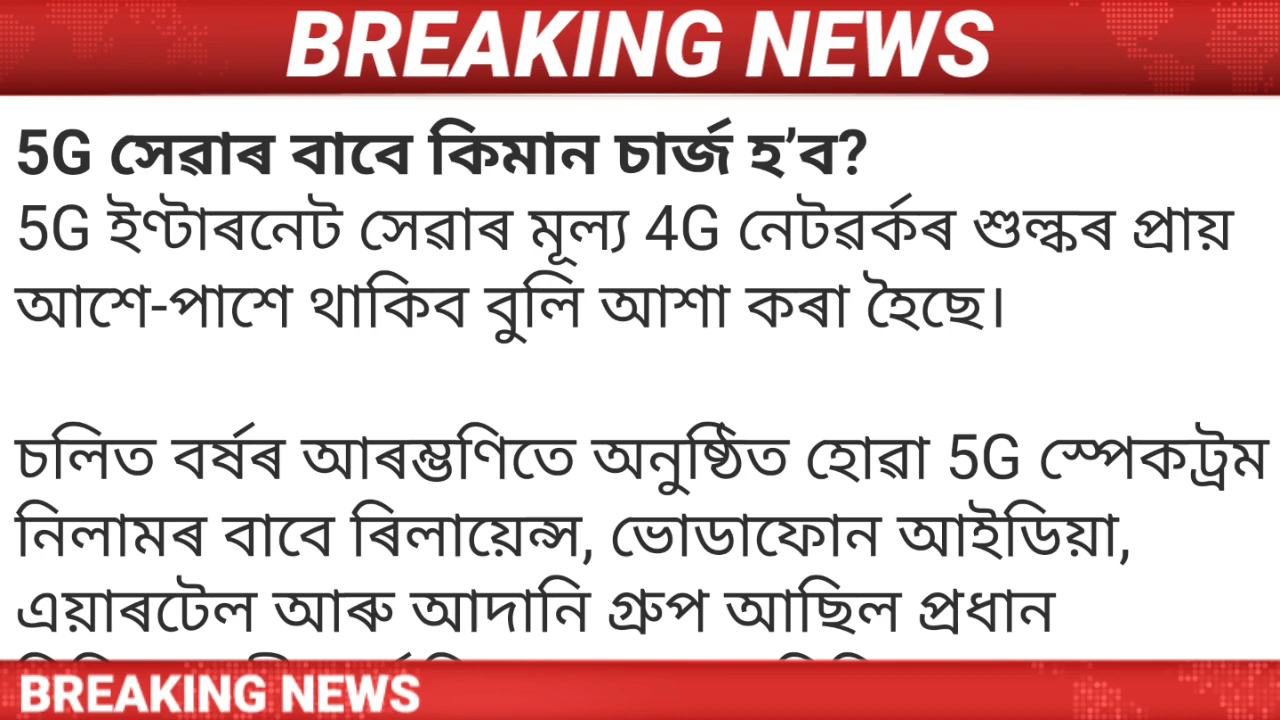 BREAKING NEWS
5G সেৱাৰ বাবে কিমান চাৰ্জ হ’ব?
5G ইণ্টাৰনেট সেৱাৰ মূল্য 4G নেটৱৰ্কৰ শুল্কৰ প্ৰায়
আশে-পাশে থাকিব বুলি আশা কৰা হৈছে।
চলিত বৰ্ষৰ আৰম্ভণিতে অনুষ্ঠিত হোৱা 5G স্পেকট্ৰম
নিলামৰ বাবে ৰিলায়েন্স, ভোডাফোন আইডিয়া,
এয়াৰটেল আৰু আদানি গ্ৰুপ আছিল প্ৰধান
BREAKING NEWS